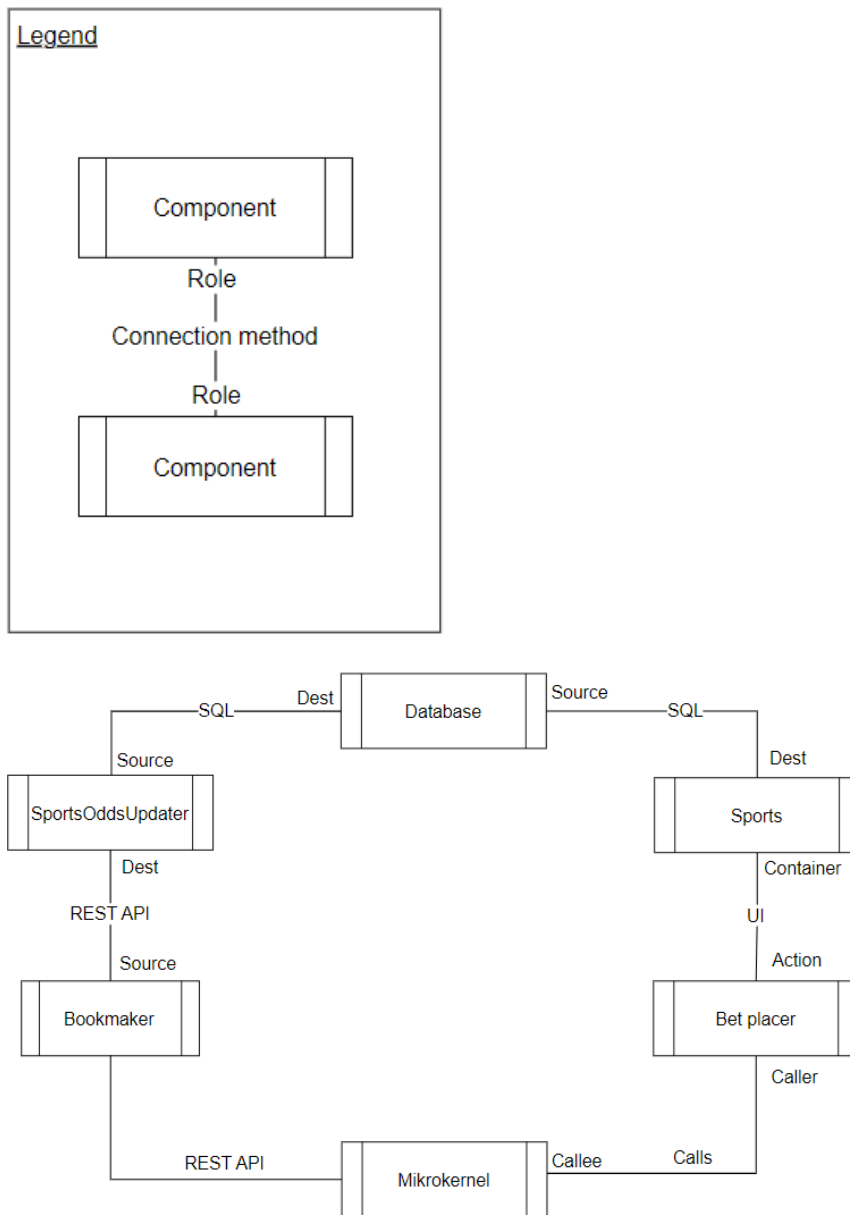 Legend
Component
Role
Connection method
Role
Component
Dest
SQL
Database
Source
SQL
Source
Dest
SportsOddsUpdater
Sports
Dest
Container
REST API
UI
Source
Action
Bookmaker
Bet placer
Caller
REST API
Mikrokernel
Callee
Calls